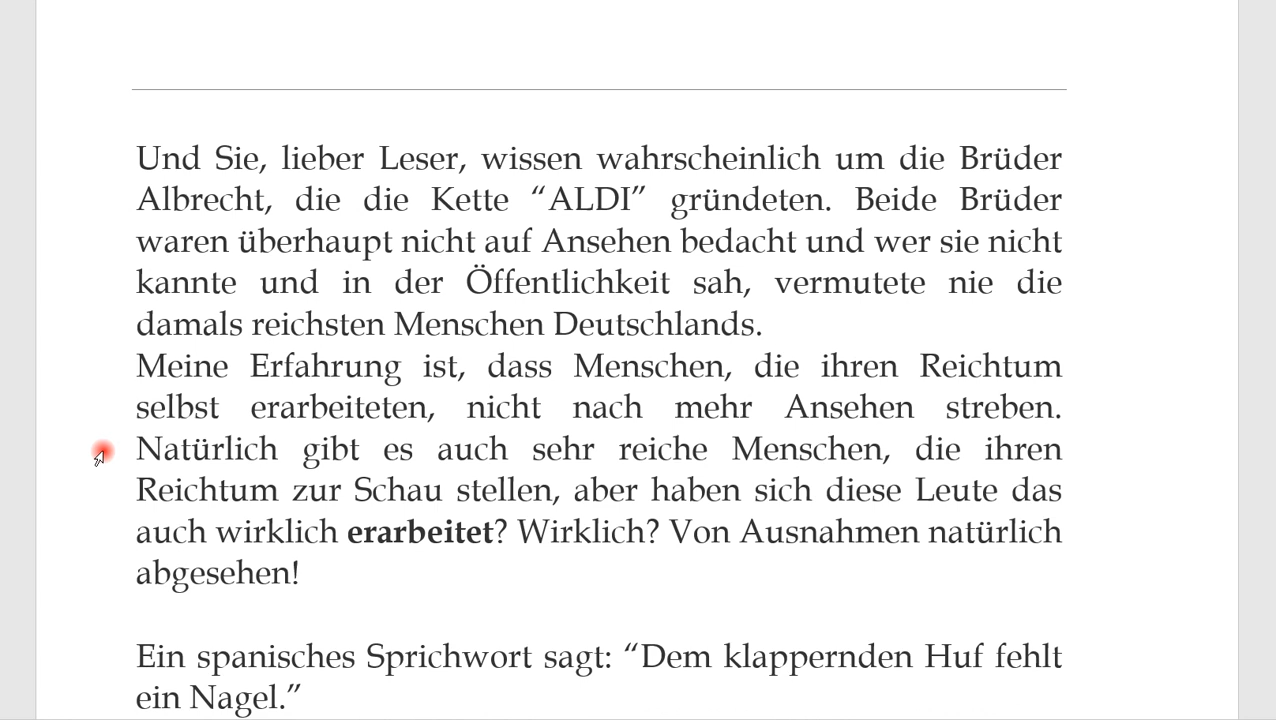 Und Sie, lieber Leser, wissen wahrscheinlich um die Brüder
Albrecht, die die Kette “ALDI” gründeten. Beide Brüder
waren überhaupt nicht auf Ansehen bedacht und wer sie nicht
kannte und in der Öffentlichkeit sah, vermutete nie die
damals reichsten Menschen Deutschlands.
Meine Erfahrung ist, dass Menschen, die ihren Reichtum
selbst erarbeiteten, nicht nach mehr Ansehen streben.
Natürlich gibt es auch sehr reiche Menschen, die ihren
Reichtum zur Schau stellen, aber haben sich diese Leute das
auch wirklich erarbeitet? Wirklich? Von Ausnahmen natürlich
abgesehen!
Ein spanisches Sprichwort sagt: “Dem klappernden Huf fehlt
ein Nagel.”